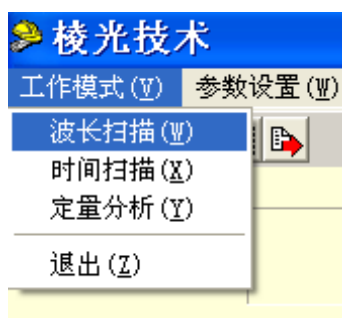 棱光技术
工作模式(V) 参数设置(W)
波长扫描(W)
时间扫描(X)
定量分析(Y)
退出(Z)